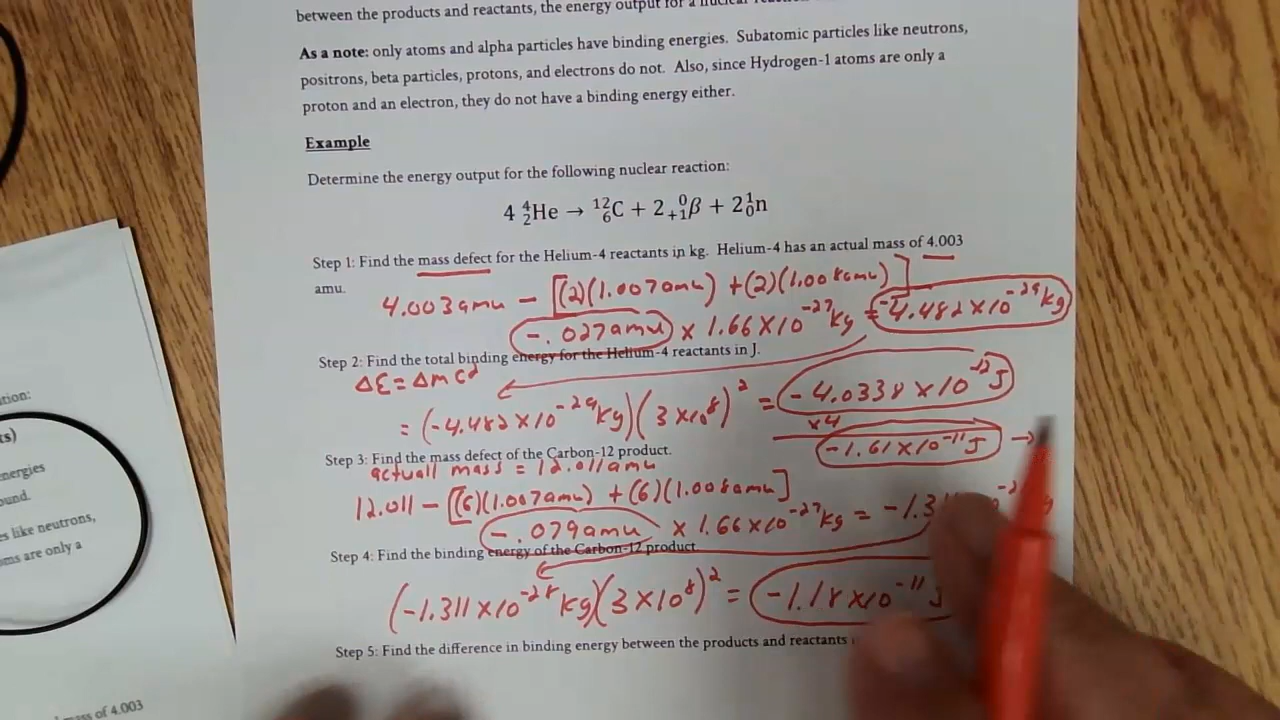 between the products and reactants, the energy output for a nuclear
As a note: only atoms and alpha particles have binding energies. Subatomic particles like neutrons,
positrons, beta particles, protons, and electrons do not. Also, since Hydrogen-1 atoms are only a
proton and an electron, they do not have a binding energy either.
Example
Determine the energy output for the following nuclear reaction:
4 ⁴₂He → ¹²₆C + 2 ⁰₊₁β + 2 ¹₀n
Step 1: Find the mass defect for the Helium-4 reactants in kg. Helium-4 has an actual mass of 4.003
amu.
4.003amu - [(2)(1.007amu) + (2)(1.008amu)]
-.027amu × 1.66×10⁻²⁷kg = -4.482×10⁻²⁹kg
Step 2: Find the total binding energy for the Helium-4 reactants in J.
ΔE = Δmc²
= (-4.482×10⁻²⁹kg)(3×10⁸)² = -4.0338×10⁻¹²J
×4
-1.61×10⁻¹¹J →
Step 3: Find the mass defect of the Carbon-12 product.
actuall mass = 12.011amu
12.011 - [(6)(1.007amu) + (6)(1.008amu)]
-.079amu × 1.66×10⁻²⁷kg = -1.31
Step 4: Find the binding energy of the Carbon-12 product
(-1.311×10⁻²⁸kg)(3×10⁸)² = -1.18×10⁻¹¹J
Step 5: Find the difference in binding energy between the products and reactants
tion:
ts)
nergies
ound.
es like neutrons,
oms are only a
mass of 4.003